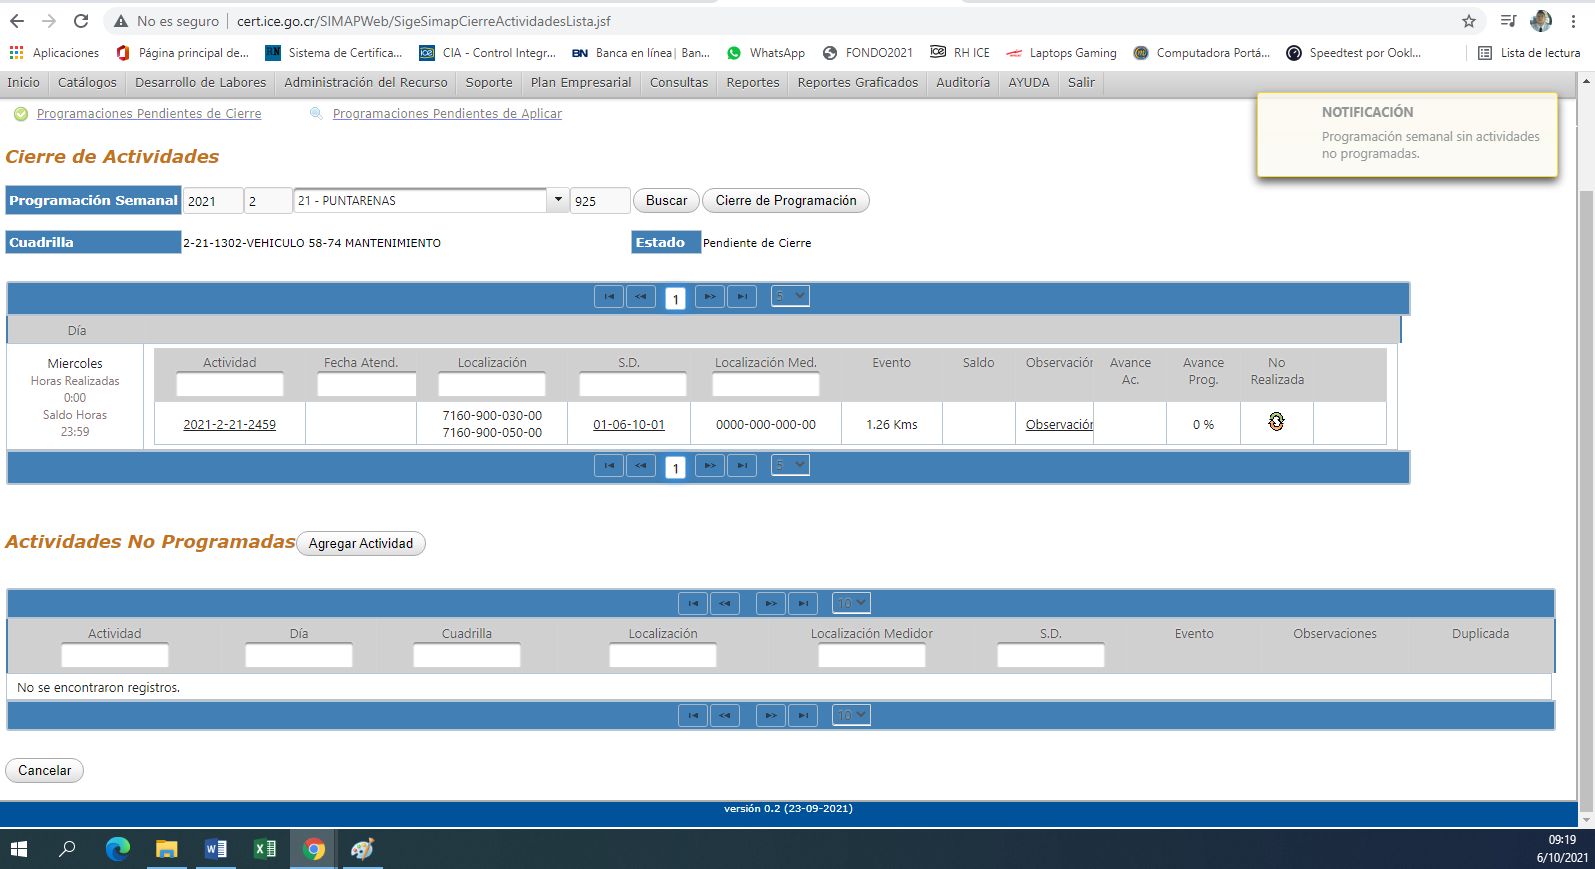 No es seguro | cert.ice.go.cr/SIMAPWeb/SigeSimapCierreActividadesLista.jsf
Aplicaciones Página principal de... Sistema de Certifica... CIA - Control Integr... BN Banca en línea| Ban... WhatsApp FONDO2021 RH ICE Laptops Gaming Computadora Portá... Speedtest por Ookl... Lista de lectura
Inicio Catálogos Desarrollo de Labores Administración del Recurso Soporte Plan Empresarial Consultas Reportes Reportes Graficados Auditoría AYUDA Salir
Programaciones Pendientes de Cierre Programaciones Pendientes de Aplicar
NOTIFICACIÓN
Programación semanal sin actividades
no programadas.
Cierre de Actividades
Programación Semanal 2021 2 21 - PUNTARENAS 925 Buscar Cierre de Programación
Cuadrilla 2-21-1302-VEHICULO 58-74 MANTENIMIENTO Estado Pendiente de Cierre
1 5
Día
Actividad Fecha Atend. Localización S.D. Localización Med. Evento Saldo Observación Avance Ac. Avance Prog. No Realizada
Miercoles
Horas Realizadas
0:00
Saldo Horas
23:59
2021-2-21-2459 7160-900-030-00 7160-900-050-00 01-06-10-01 0000-000-000-00 1.26 Kms Observación 0 %
1 5
Actividades No Programadas Agregar Actividad
10
Actividad Día Cuadrilla Localización Localización Medidor S.D. Evento Observaciones Duplicada
No se encontraron registros.
10
Cancelar
versión 0.2 (23-09-2021)
09:19
6/10/2021